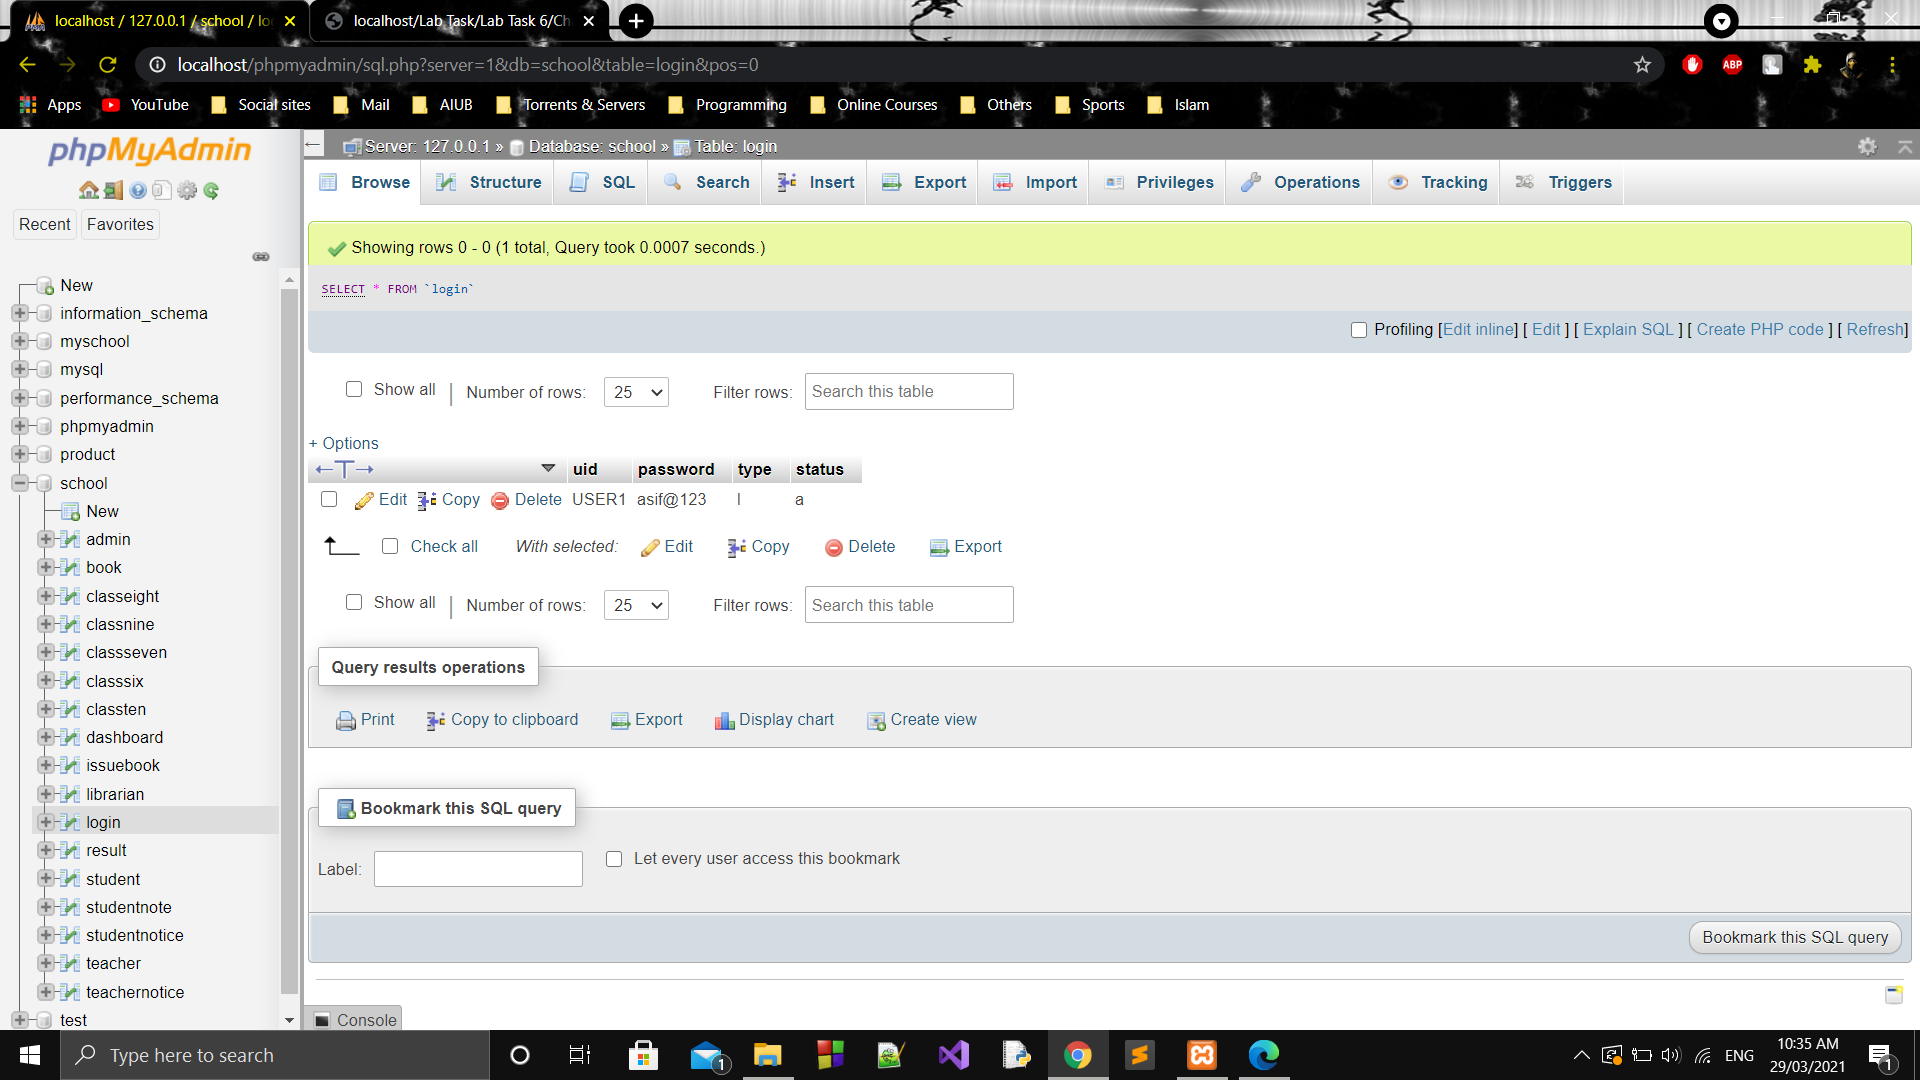 localhost / 127.0.0.1 / school / lo
localhost/Lab Task/Lab Task 6/Ch
localhost/phpmyadmin/sql.php?server=1&db=school&table=login&pos=0
ABP
Apps YouTube Social sites Mail AIUB Torrents & Servers Programming Online Courses Others Sports Islam
phpMyAdmin
Recent Favorites
New
information_schema
myschool
mysql
performance_schema
phpmyadmin
product
school
New
admin
book
classeight
classnine
classseven
classsix
classten
dashboard
issuebook
librarian
login
result
student
studentnote
studentnotice
teacher
teachernotice
test
Server: 127.0.0.1 » Database: school » Table: login
Browse Structure SQL Search Insert Export Import Privileges Operations Tracking Triggers
Showing rows 0 - 0 (1 total, Query took 0.0007 seconds.)
SELECT * FROM `login`
Profiling [Edit inline] [ Edit ] [ Explain SQL ] [ Create PHP code ] [ Refresh]
Show all | Number of rows: 25 Filter rows: Search this table
+ Options
←T→ uid password type status
Edit Copy Delete USER1 asif@123 l a
Check all With selected: Edit Copy Delete Export
Show all | Number of rows: 25 Filter rows: Search this table
Query results operations
Print Copy to clipboard Export Display chart Create view
Bookmark this SQL query
Label: Let every user access this bookmark
Bookmark this SQL query
Console
Type here to search
1
ENG
10:35 AM
29/03/2021
1